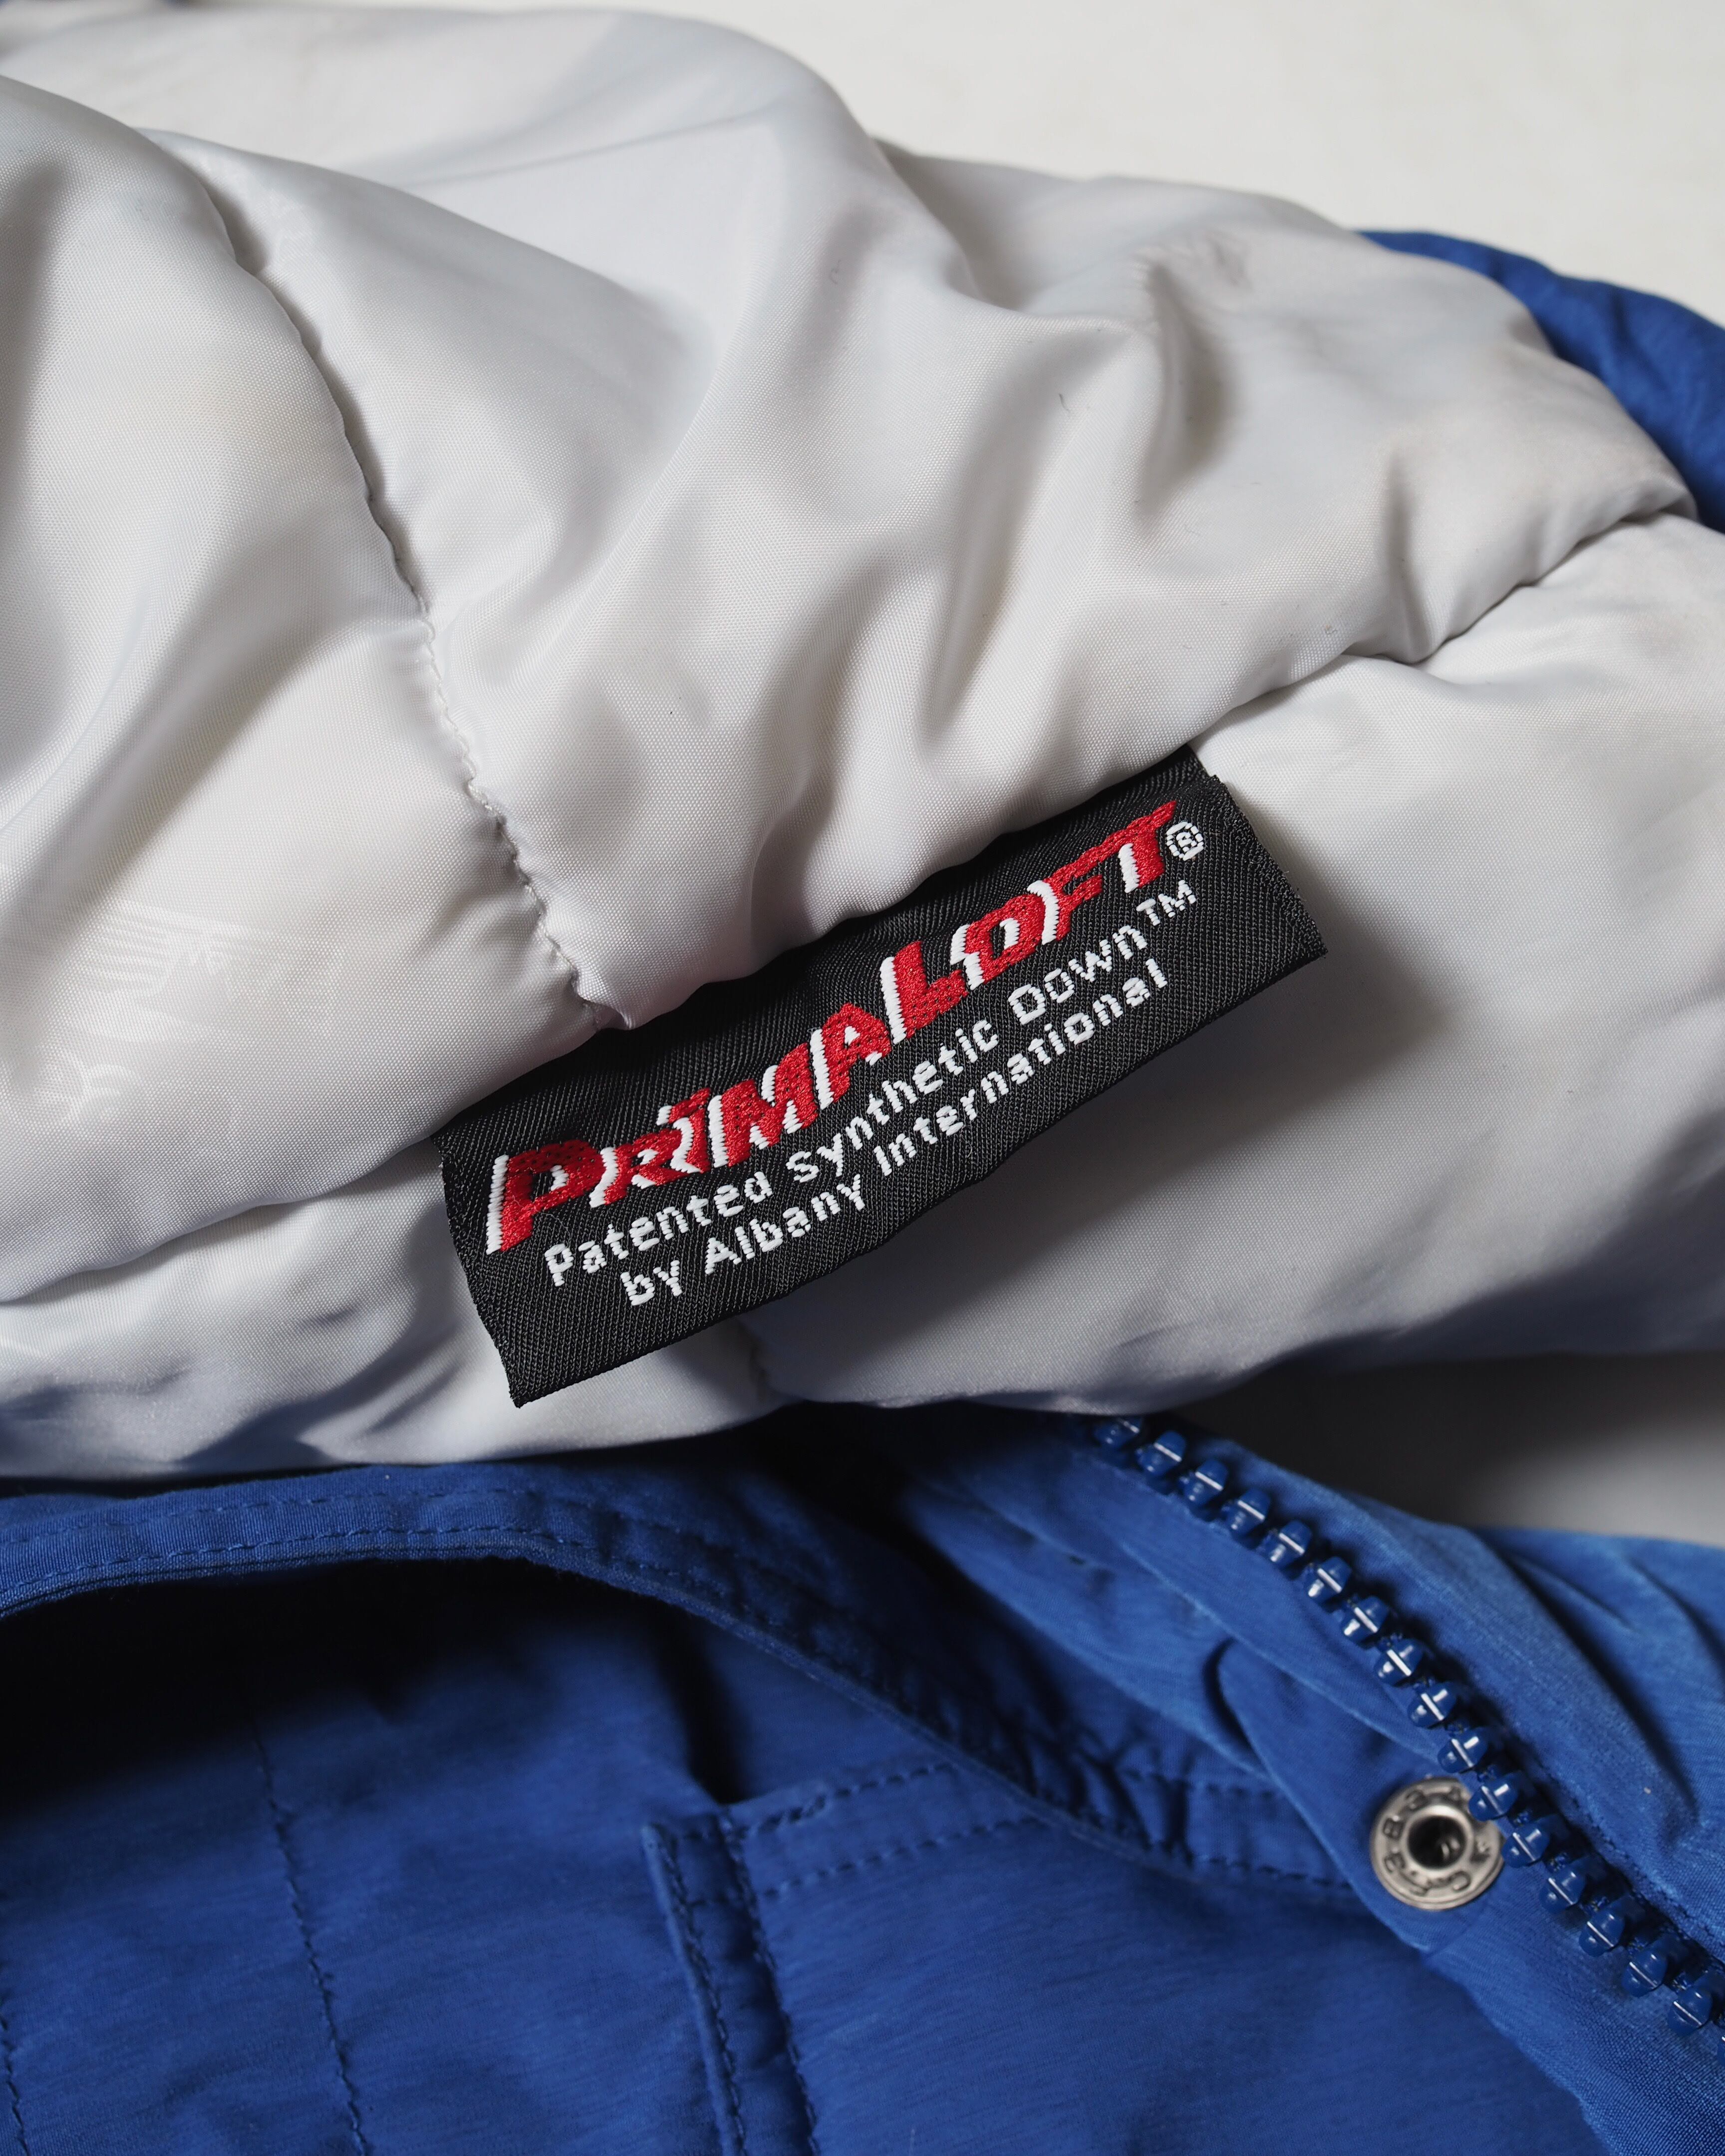 PRiMALOFT®
Patented Synthetic Down™
by Albany International